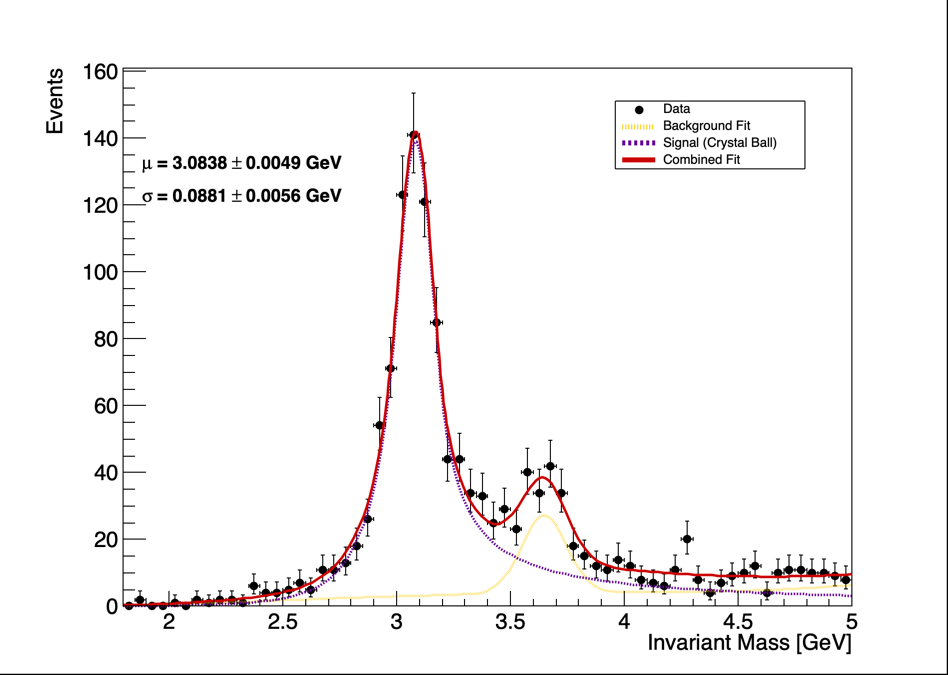 Events
160
140
120
100
80
60
40
20
0
μ = 3.0838 ± 0.0049 GeV
σ = 0.0881 ± 0.0056 GeV
Data
Background Fit
Signal (Crystal Ball)
Combined Fit
2 2.5 3 3.5 4 4.5 5
Invariant Mass [GeV]